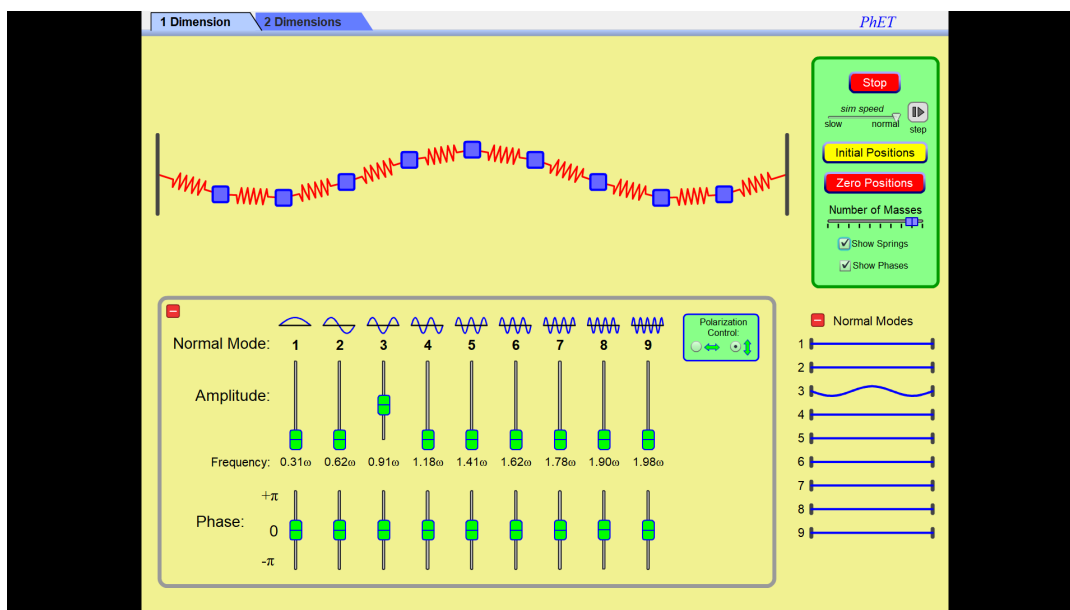 1 Dimension
2 Dimensions
PhET
Stop
sim speed
slow normal
step
Initial Positions
Zero Positions
Number of Masses
Show Springs
Show Phases
Normal Mode: 1 2 3 4 5 6 7 8 9
Polarization
Control:
Amplitude:
Frequency: 0.31ω 0.62ω 0.91ω 1.18ω 1.41ω 1.62ω 1.78ω 1.90ω 1.98ω
+π
Phase: 0
-π
Normal Modes
1
2
3
4
5
6
7
8
9